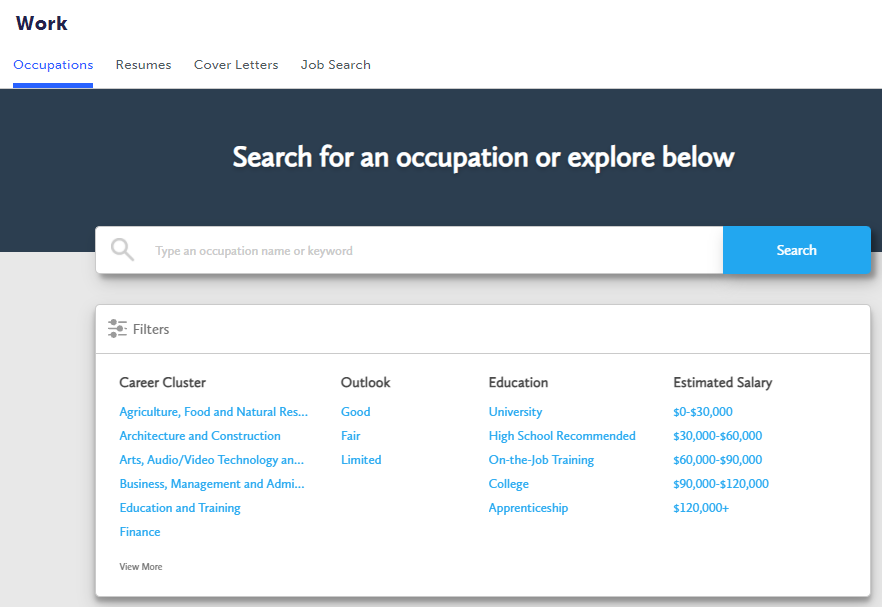 Work
Occupations Resumes Cover Letters Job Search
Search for an occupation or explore below
Type an occupation name or keyword
Search
Filters
Career Cluster
Agriculture, Food and Natural Res...
Architecture and Construction
Arts, Audio/Video Technology an...
Business, Management and Admi...
Education and Training
Finance
View More
Outlook
Good
Fair
Limited
Education
University
High School Recommended
On-the-Job Training
College
Apprenticeship
Estimated Salary
$0-$30,000
$30,000-$60,000
$60,000-$90,000
$90,000-$120,000
$120,000+